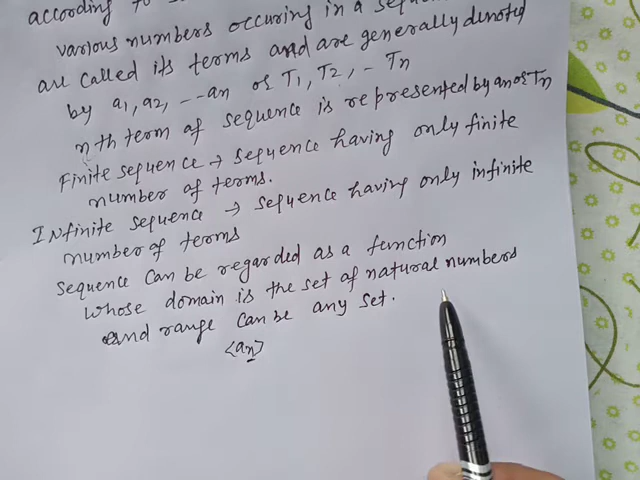 according to
various numbers occuring in a sequ
are called its terms and are generally denoted
by a1, a2, --an or T1, T2, - Tn
nth term of sequence is represented by an or Tn
Finite sequence → sequence having only finite
number of terms.
INfinite sequence → sequence having only infinite
number of terms
sequence can be regarded as a function
whose domain is the set of natural numbers
and range can be any set.
<an>